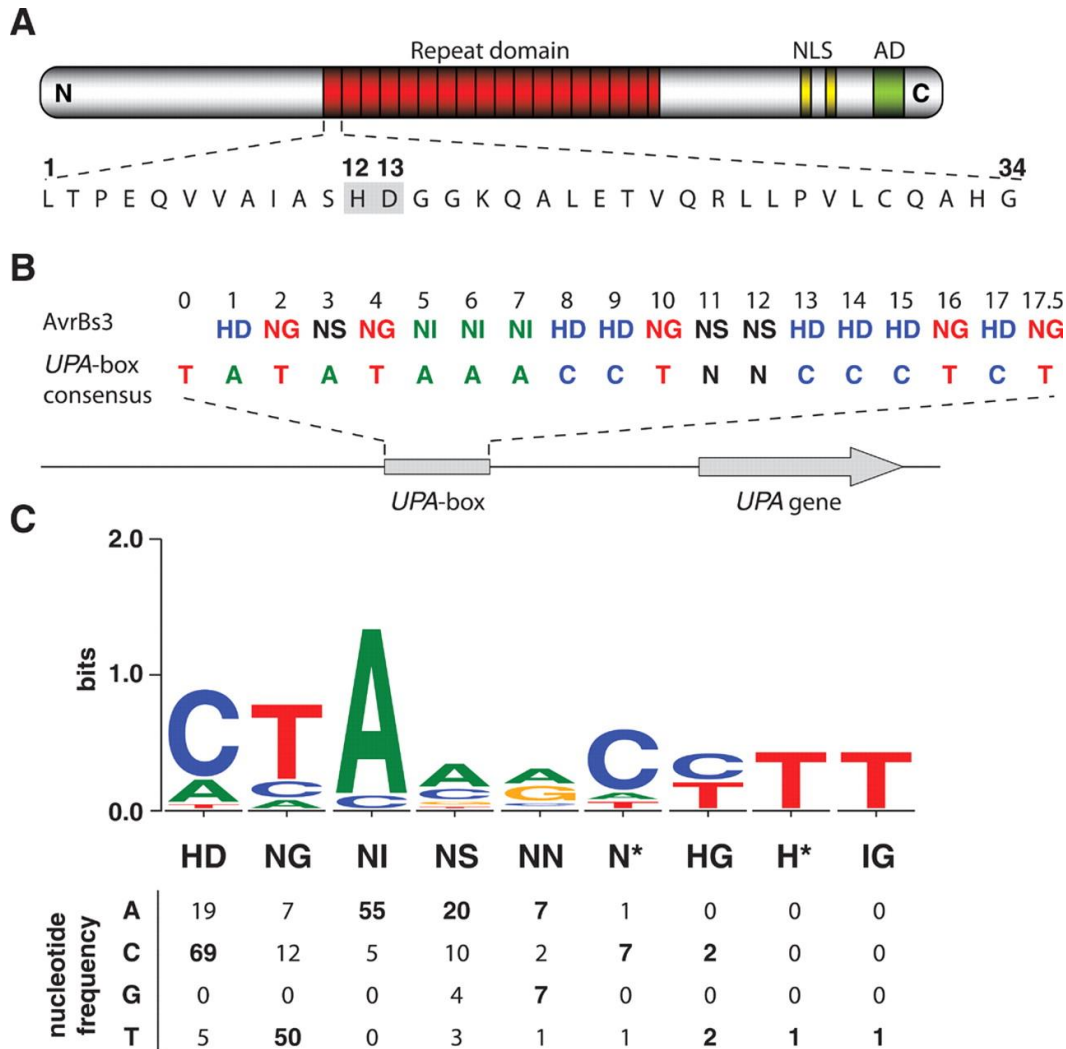 A
Repeat domain NLS AD
N C
1 12 13 34
L T P E Q V V A I A S H D G G K Q A L E T V Q R L L P V L C Q A H G
B
0 1 2 3 4 5 6 7 8 9 10 11 12 13 14 15 16 17 17.5
AvrBs3 HD NG NS NG NI NI NI HD HD NG NS NS HD HD HD NG HD NG
UPA-box consensus T A T A T A A A C C T N N C C C T C T
UPA-box UPA gene
C
2.0
bits
1.0
0.0
C A T
T C A
A C
A C G T
A G C
C A T
C T
T
T
HD NG NI NS NN N* HG H* IG
nucleotide frequency
A 19 7 55 20 7 1 0 0 0
C 69 12 5 10 2 7 2 0 0
G 0 0 0 4 7 0 0 0 0
T 5 50 0 3 1 1 2 1 1